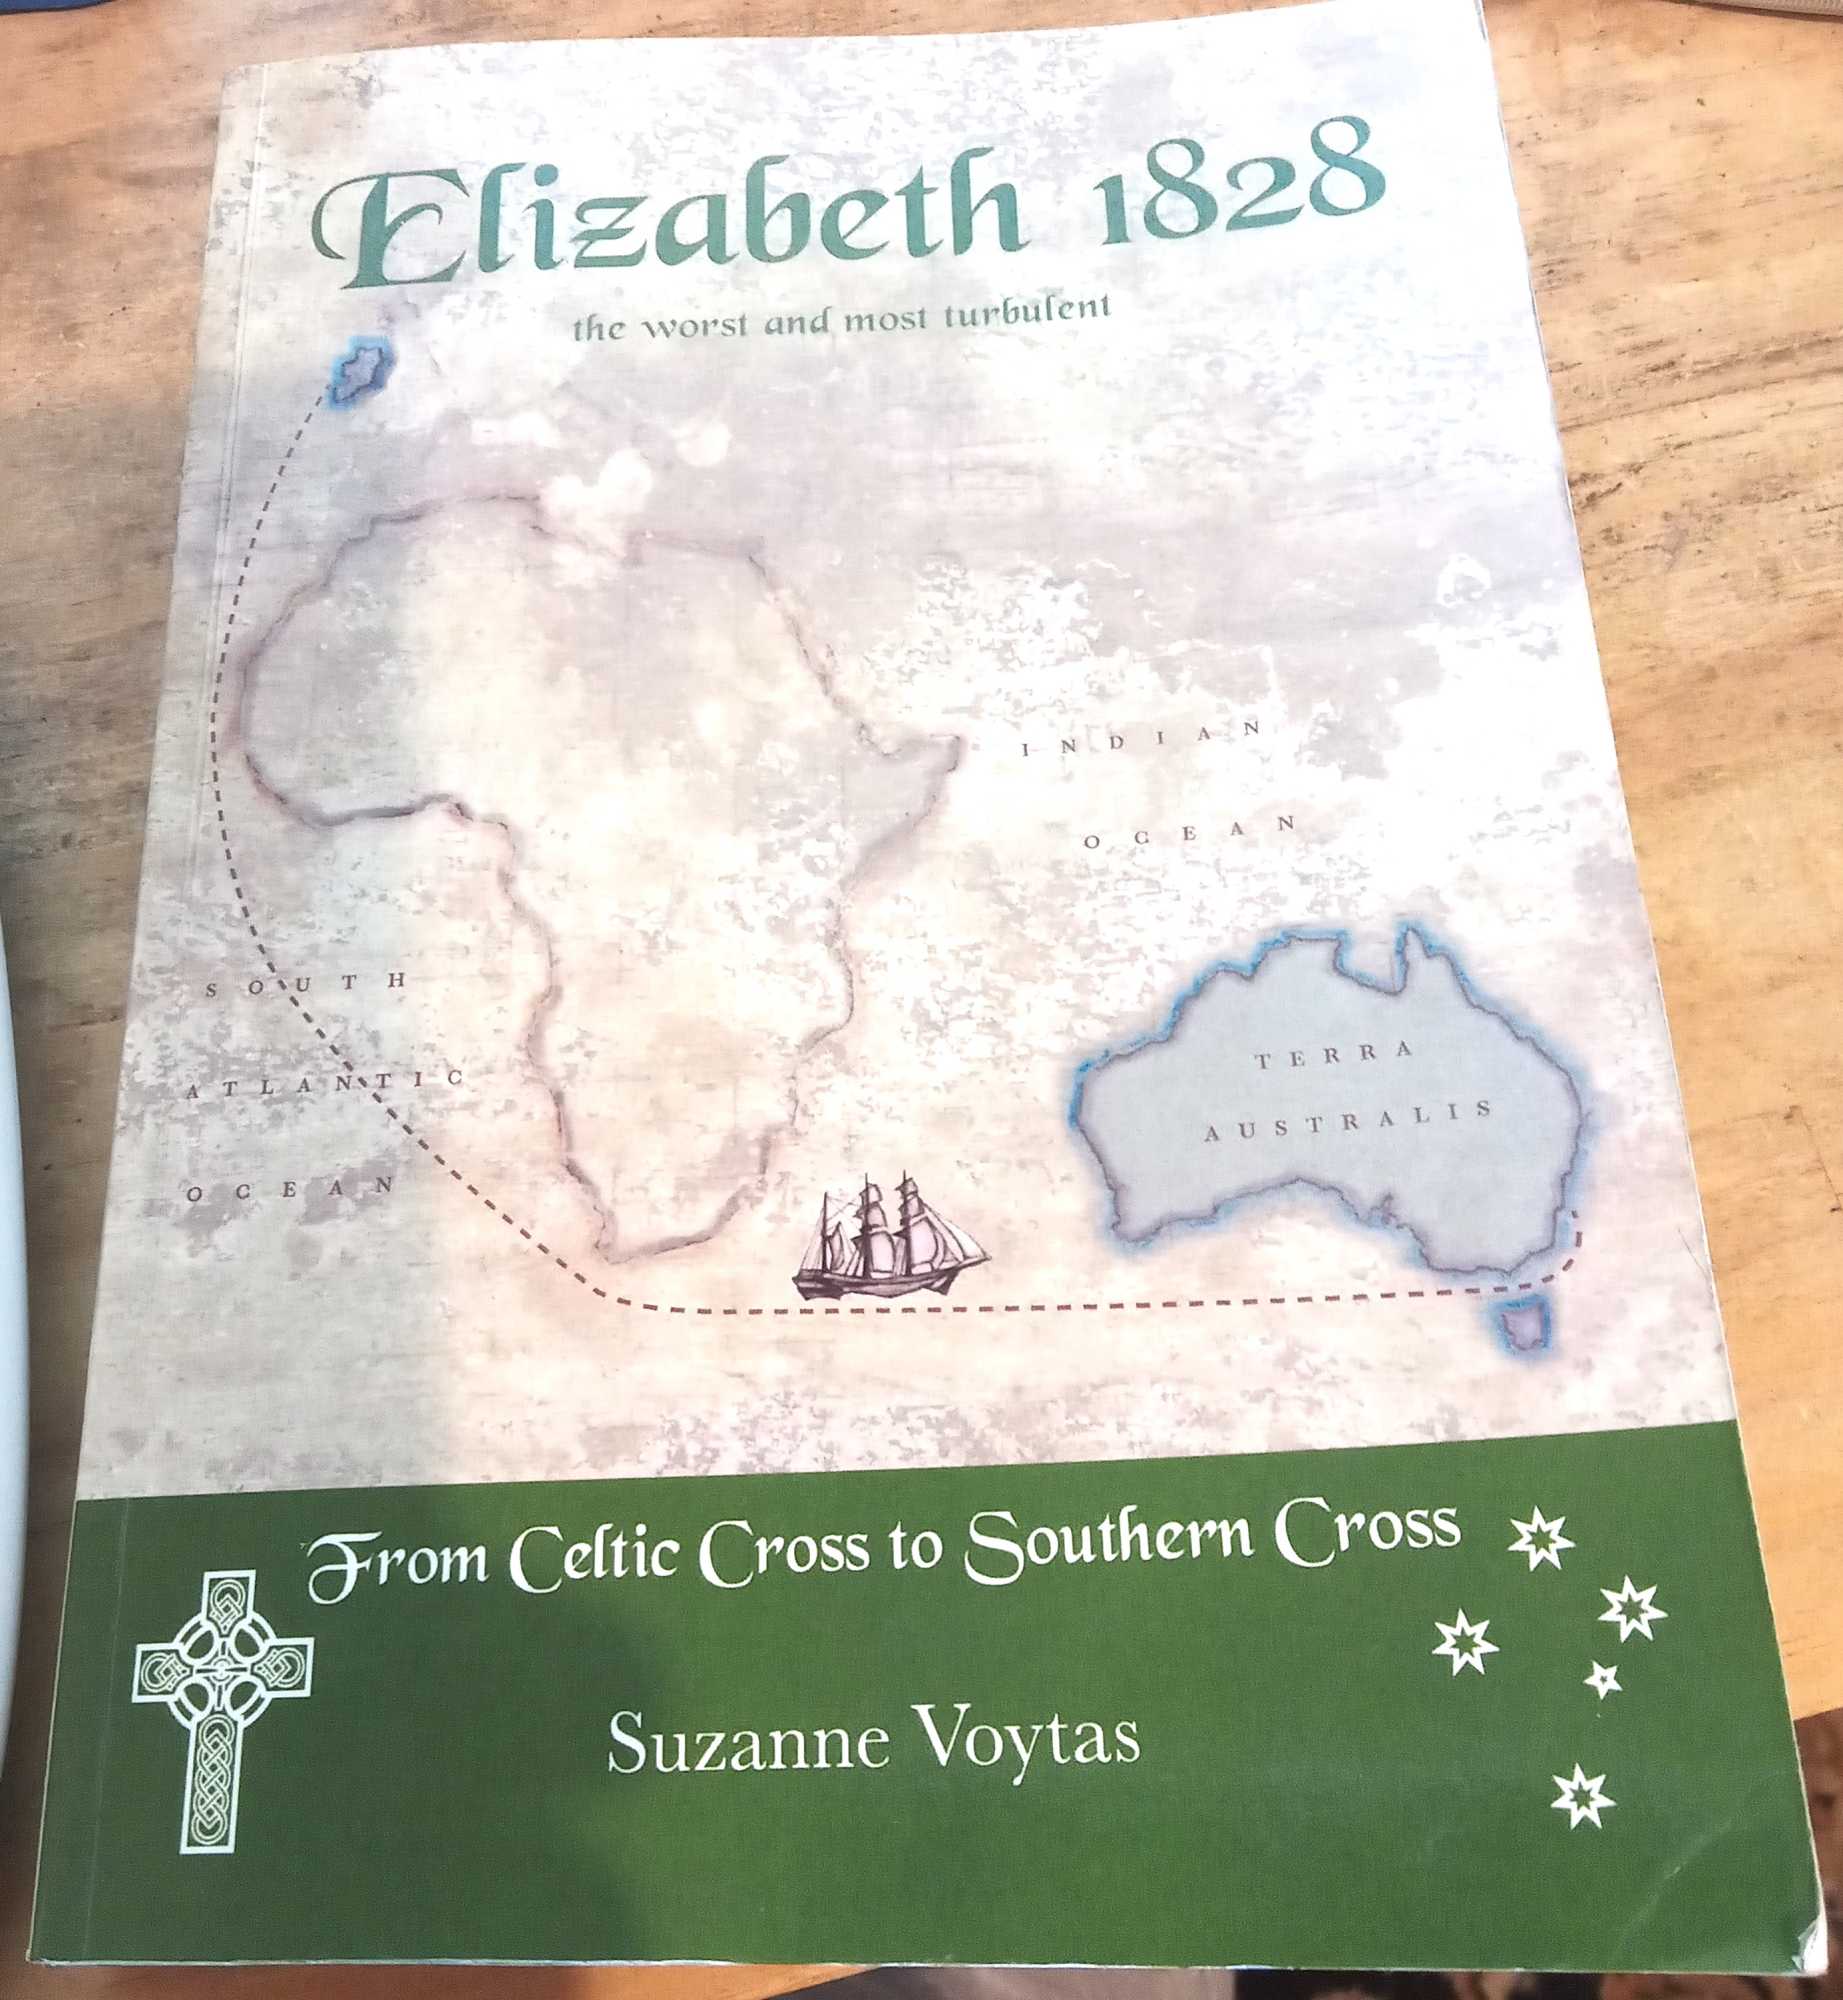 Elizabeth 1828
the worst and most turbulent
INDIAN
OCEAN
SOUTH
ATLANTIC
OCEAN
TERRA
AUSTRALIS
From Celtic Cross to Southern Cross
Suzanne Voytas